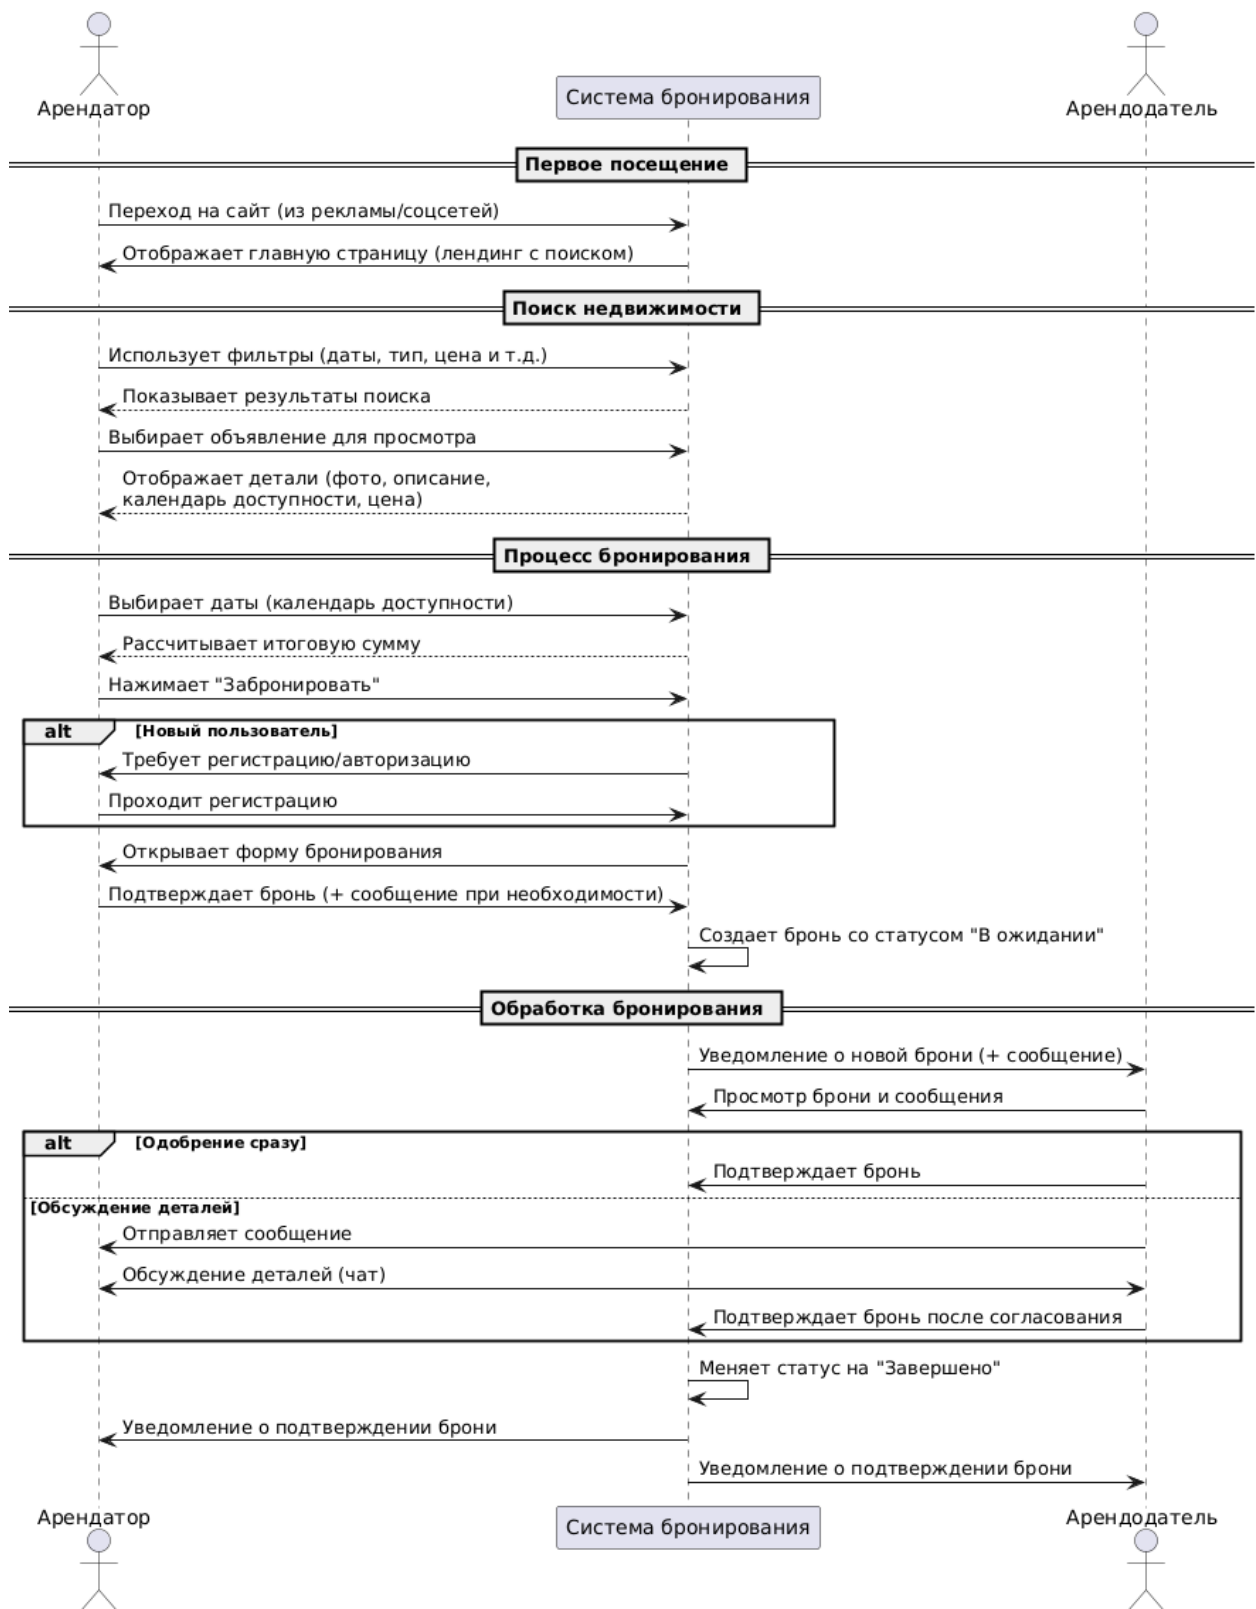 Арендатор
Система бронирования
Арендодатель
Первое посещение
Переход на сайт (из рекламы/соцсетей)
Отображает главную страницу (лендинг с поиском)
Поиск недвижимости
Использует фильтры (даты, тип, цена и т.д.)
Показывает результаты поиска
Выбирает объявление для просмотра
Отображает детали (фото, описание,
календарь доступности, цена)
Процесс бронирования
Выбирает даты (календарь доступности)
Рассчитывает итоговую сумму
Нажимает "Забронировать"
alt [Новый пользователь]
Требует регистрацию/авторизацию
Проходит регистрацию
Открывает форму бронирования
Подтверждает бронь (+ сообщение при необходимости)
Создает бронь со статусом "В ожидании"
Обработка бронирования
Уведомление о новой брони (+ сообщение)
Просмотр брони и сообщения
alt [Одобрение сразу]
Подтверждает бронь
[Обсуждение деталей]
Отправляет сообщение
Обсуждение деталей (чат)
Подтверждает бронь после согласования
Меняет статус на "Завершено"
Уведомление о подтверждении брони
Уведомление о подтверждении брони
Арендатор
Система бронирования
Арендодатель